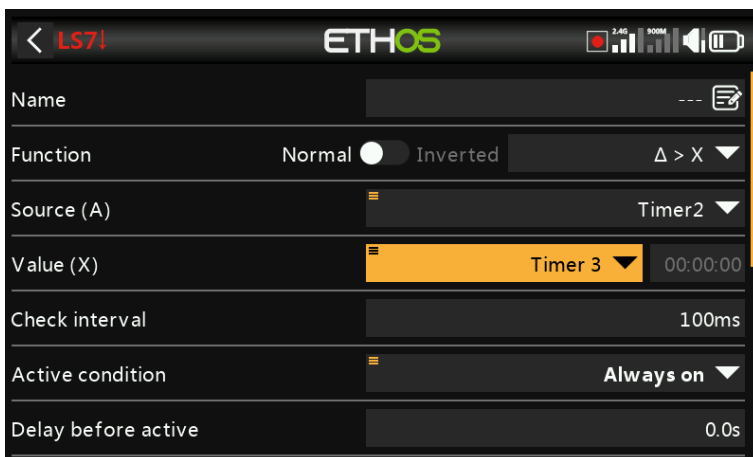 LS7↓ ETHOS 2.4G 900M
Name ---
Function Normal Inverted Δ > X
Source (A) Timer2
Value (X) Timer 3 00:00:00
Check interval 100ms
Active condition Always on
Delay before active 0.0s